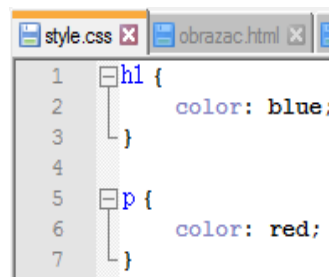 style.css obrazac.html
1 h1 {
2 color: blue;
3 }
4
5 p {
6 color: red;
7 }